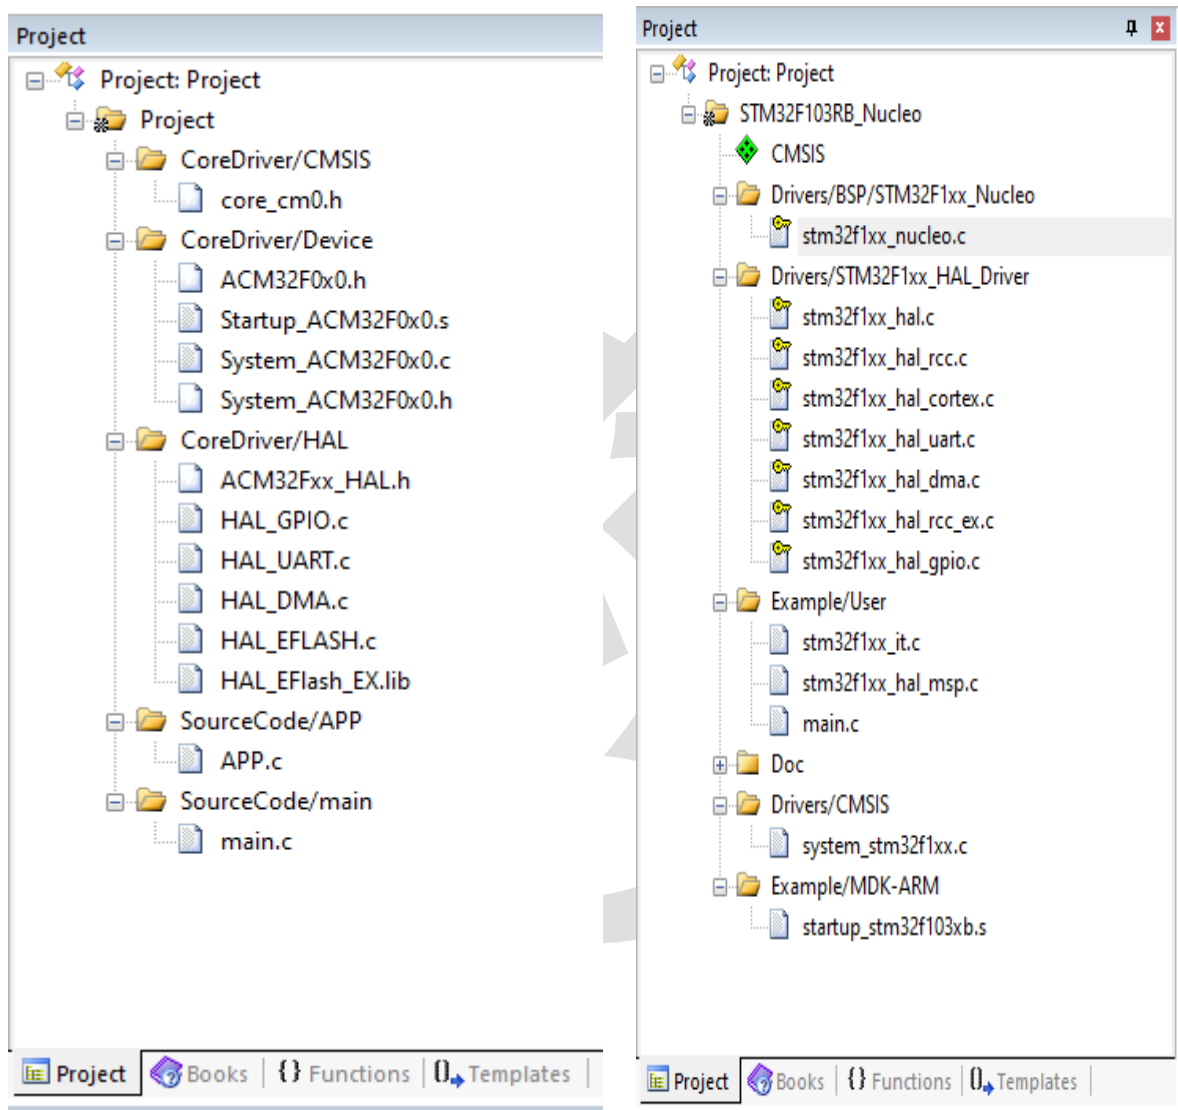 Project
Project: Project
Project
CoreDriver/CMSIS
core_cm0.h
CoreDriver/Device
ACM32F0x0.h
Startup_ACM32F0x0.s
System_ACM32F0x0.c
System_ACM32F0x0.h
CoreDriver/HAL
ACM32Fxx_HAL.h
HAL_GPIO.c
HAL_UART.c
HAL_DMA.c
HAL_EFLASH.c
HAL_EFlash_EX.lib
SourceCode/APP
APP.c
SourceCode/main
main.c
Project Books {} Functions Templates
Project
Project: Project
STM32F103RB_Nucleo
CMSIS
Drivers/BSP/STM32F1xx_Nucleo
stm32f1xx_nucleo.c
Drivers/STM32F1xx_HAL_Driver
stm32f1xx_hal.c
stm32f1xx_hal_rcc.c
stm32f1xx_hal_cortex.c
stm32f1xx_hal_uart.c
stm32f1xx_hal_dma.c
stm32f1xx_hal_rcc_ex.c
stm32f1xx_hal_gpio.c
Example/User
stm32f1xx_it.c
stm32f1xx_hal_msp.c
main.c
Doc
Drivers/CMSIS
system_stm32f1xx.c
Example/MDK-ARM
startup_stm32f103xb.s
Project Books {} Functions Templates